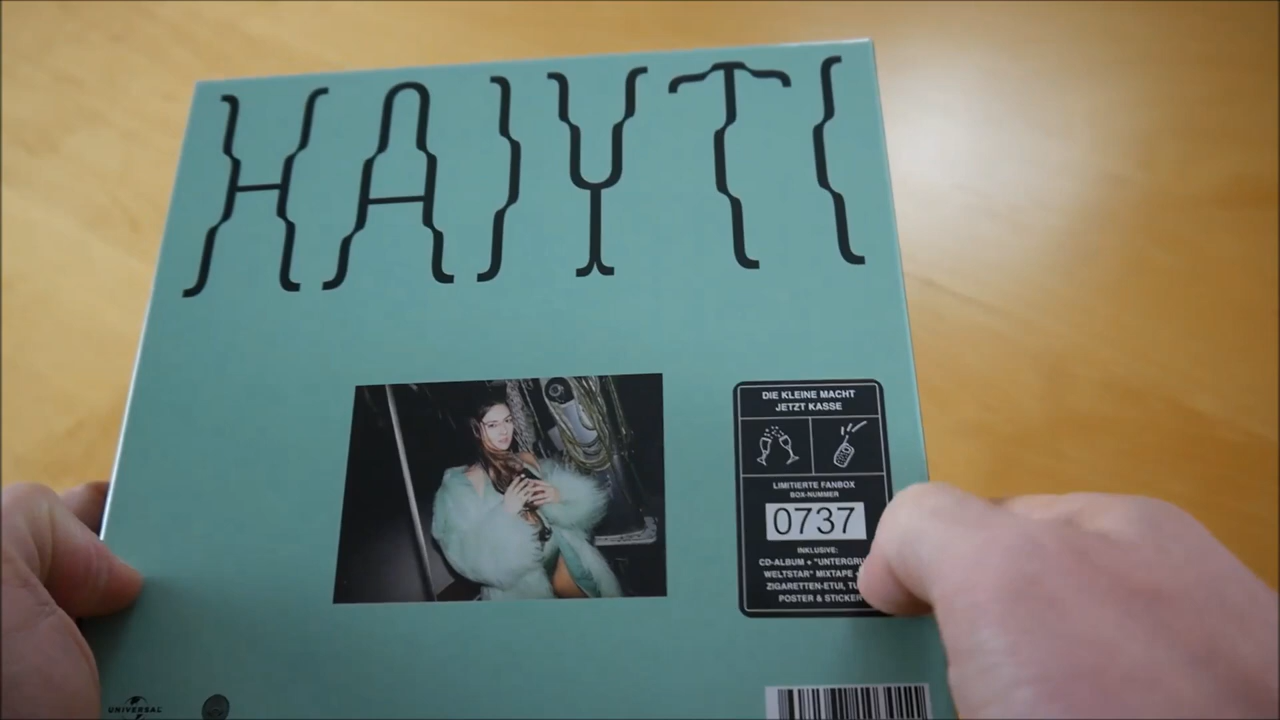 HAIYTI
DIE KLEINE MACHT
JETZT KASSE
LIMITIERTE FANBOX
BOX-NUMMER
0737
INKLUSIVE:
CD-ALBUM + "UNTERGRU
WELTSTAR" MIXTAPE
ZIGARETTEN-ETUI, TU
POSTER & STICKER
UNIVERSAL